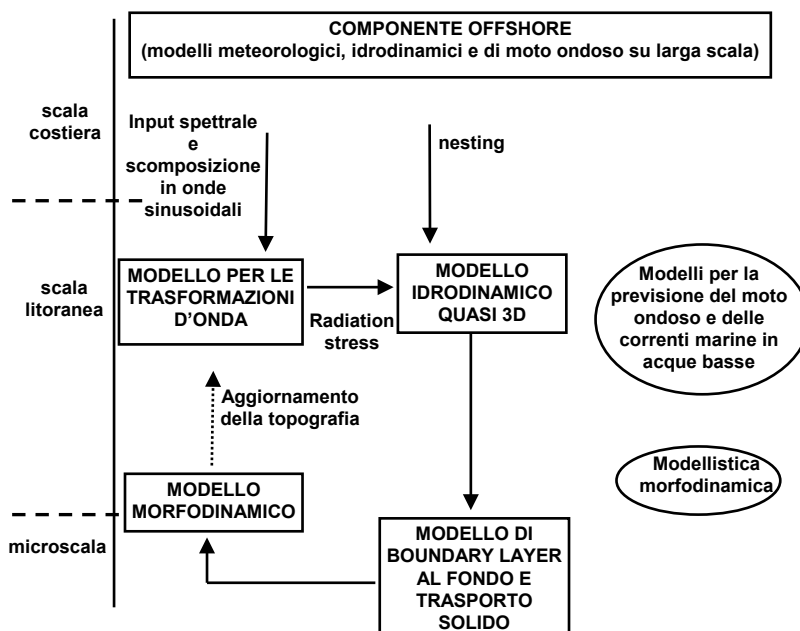 COMPONENTE OFFSHORE
(modelli meteorologici, idrodinamici e di moto ondoso su larga scala)
scala
costiera
Input spettrale
e
scomposizione
in onde
sinusoidali
nesting
scala
litoranea
MODELLO PER LE
TRASFORMAZIONI
D'ONDA
Radiation
stress
MODELLO
IDRODINAMICO
QUASI 3D
Modelli per la
previsione del moto
ondoso e delle
correnti marine in
acque basse
Aggiornamento
della topografia
MODELLO
MORFODINAMICO
Modellistica
morfodinamica
microscala
MODELLO DI
BOUNDARY LAYER
AL FONDO E
TRASPORTO
SOLIDO